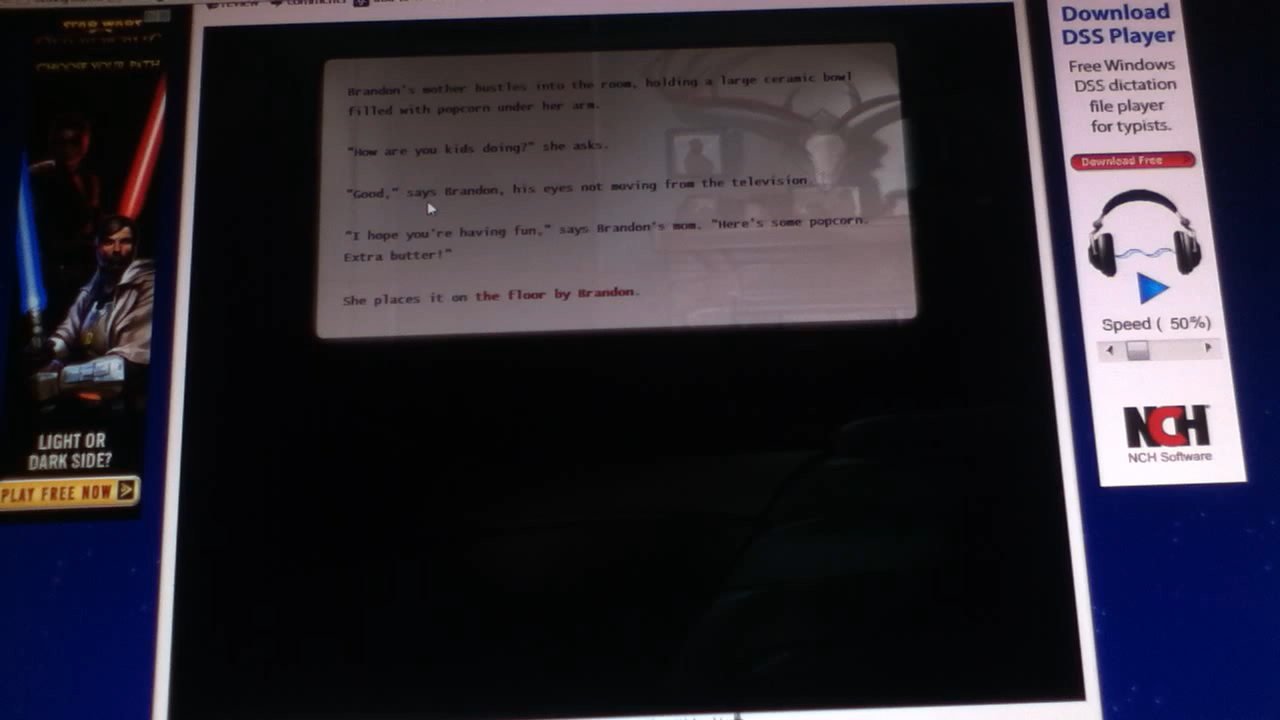 review
comments
STAR WARS
CHOOSE YOUR PATH
LIGHT OR
DARK SIDE?
PLAY FREE NOW
Brandon's mother bustles into the room, holding a large ceramic bowl
filled with popcorn under her arm.
"How are you kids doing?" she asks.
"Good," says Brandon, his eyes not moving from the television.
"I hope you're having fun," says Brandon's mom. "Here's some popcorn.
Extra butter!"
She places it on the floor by Brandon.
Download
DSS Player
Free Windows
DSS dictation
file player
for typists.
Download Free
Speed ( 50%)
NCH
NCH Software